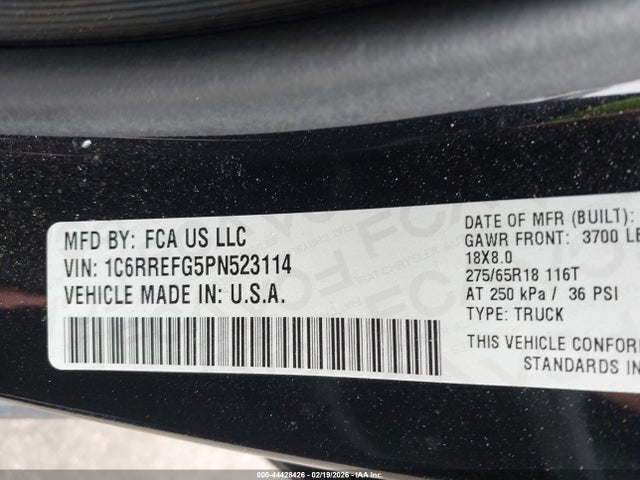 MFD BY: FCA US LLC
VIN: 1C6RREFG5PN523114
VEHICLE MADE IN: U.S.A.
DATE OF MFR (BUILT):
GAWR FRONT: 3700 LB
18X8.0
275/65R18 116T
AT 250 kPa / 36 PSI
TYPE: TRUCK
THIS VEHICLE CONFOR
STANDARDS IN
000-44428426 - 02/19/2026 - IAA Inc.